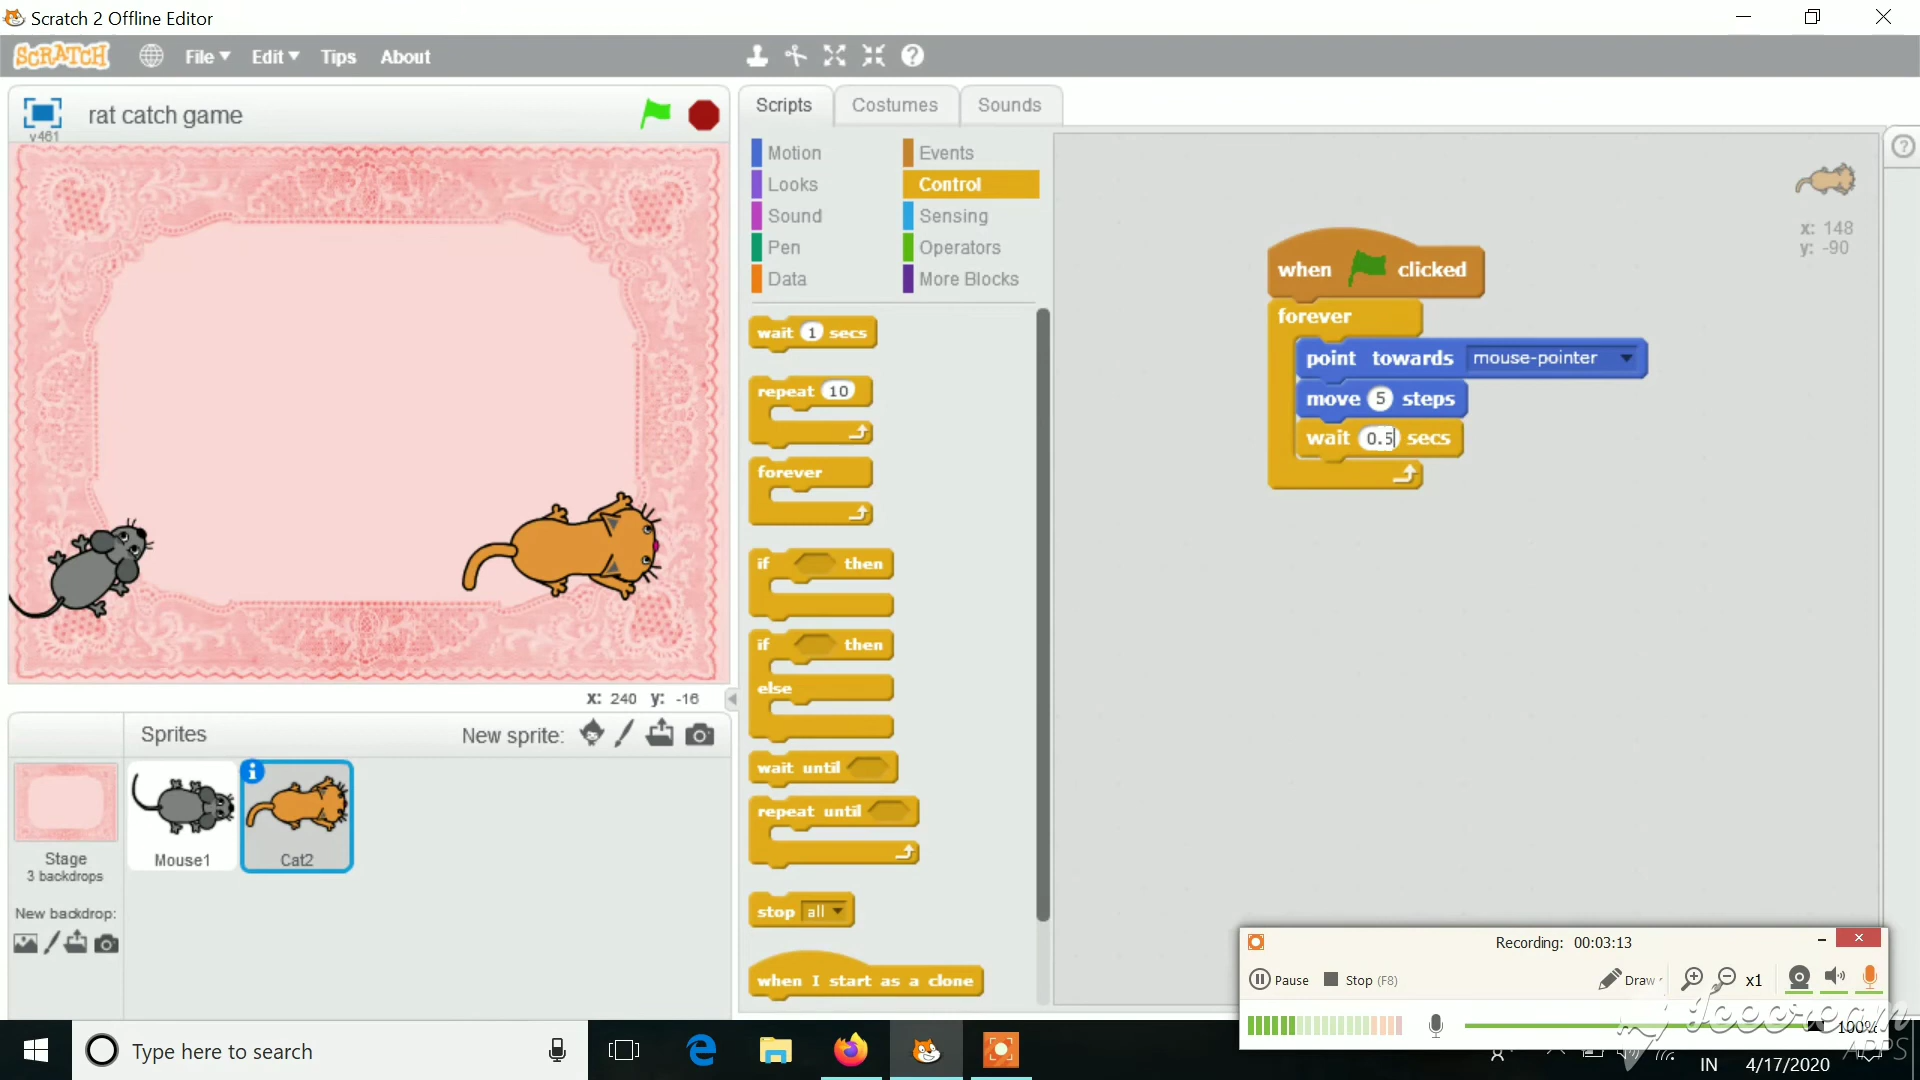 Scratch 2 Offline Editor
SCRATCH File Edit Tips About
v461
rat catch game
Scripts Costumes Sounds
Motion Events
Looks Control
Sound Sensing
Pen Operators
Data More Blocks
wait 1 secs
repeat 10
forever
if then
if then
else
wait until
repeat until
stop all
when I start as a clone
when clicked
forever
point towards mouse-pointer
move 5 steps
wait 0.5 secs
x: 148
y: -90
x: 240 y: -16
Sprites New sprite:
Stage
3 backdrops
New backdrop:
Mouse1
Cat2
Recording: 00:03:13
Pause Stop (F8) Draw x1
100%
Icecream
APPS
Type here to search
IN 4/17/2020